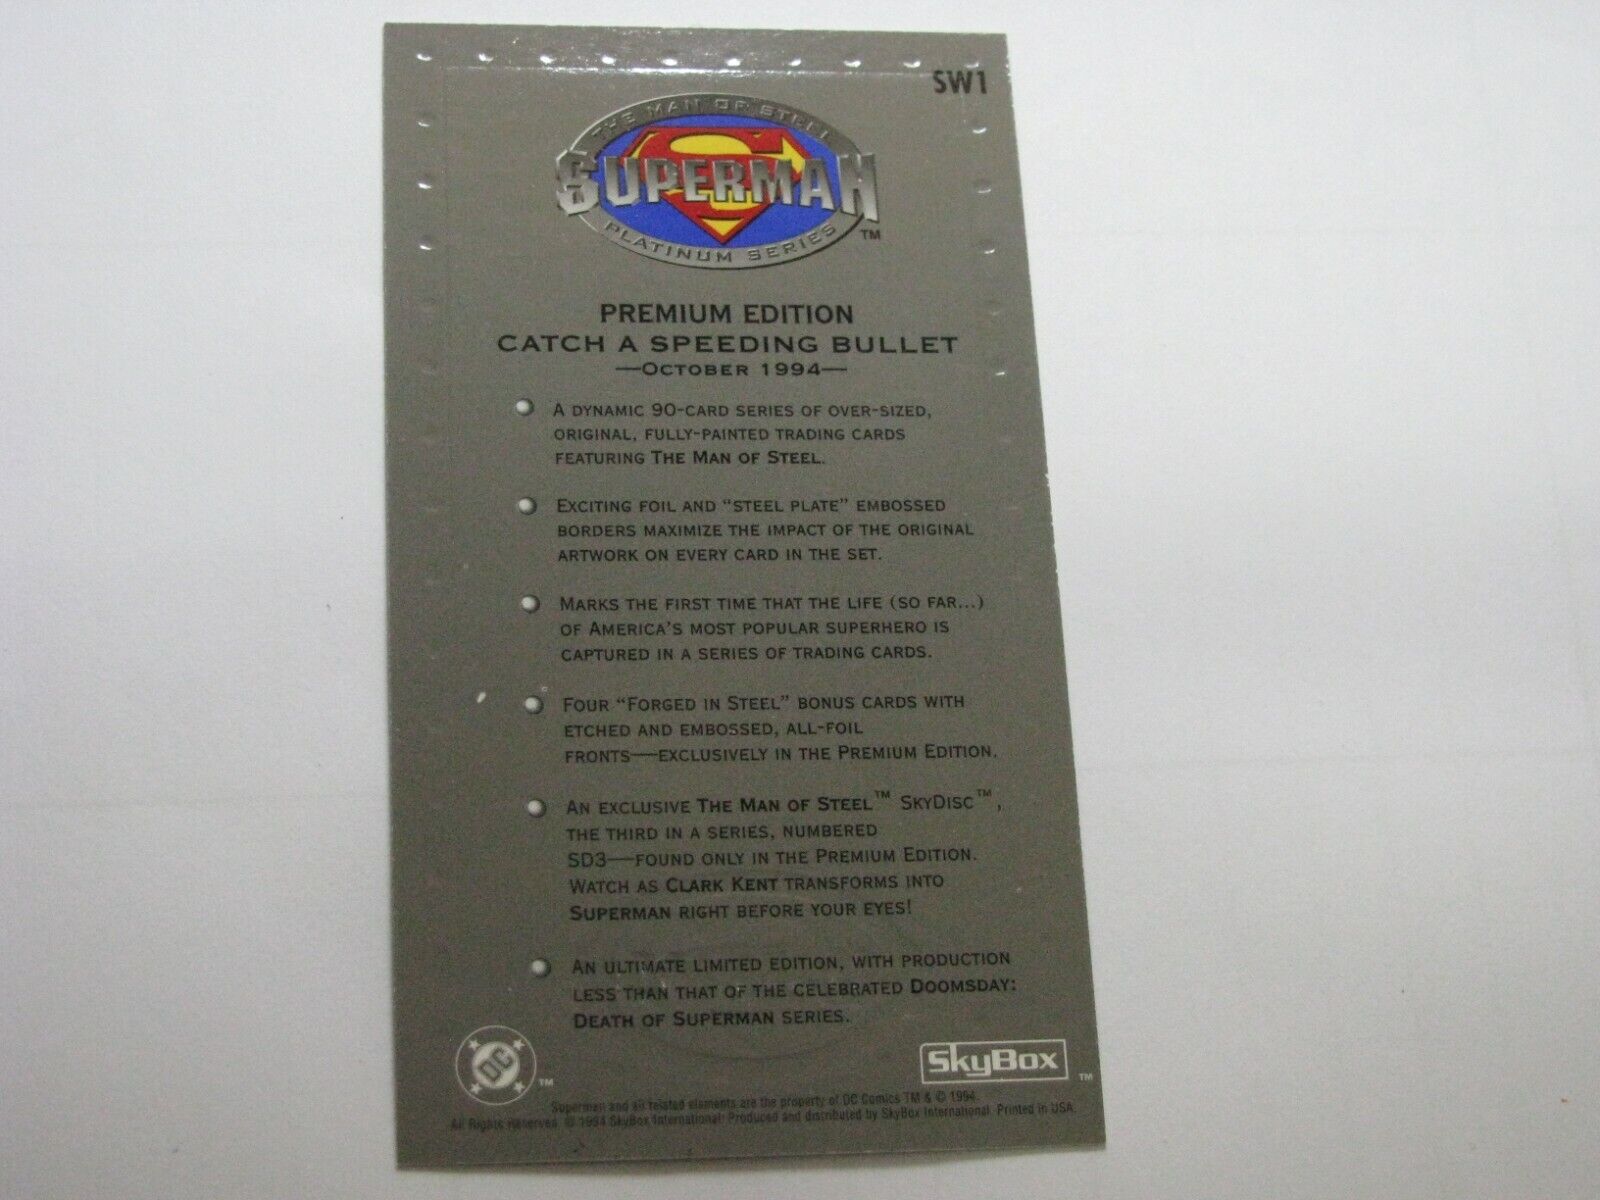 SW1
THE MAN OF STEEL
SUPERMAN
PLATINUM SERIES TM
PREMIUM EDITION
CATCH A SPEEDING BULLET
—OCTOBER 1994—
A DYNAMIC 90-CARD SERIES OF OVER-SIZED,
ORIGINAL, FULLY-PAINTED TRADING CARDS
FEATURING THE MAN OF STEEL.
EXCITING FOIL AND “STEEL PLATE” EMBOSSED
BORDERS MAXIMIZE THE IMPACT OF THE ORIGINAL
ARTWORK ON EVERY CARD IN THE SET.
MARKS THE FIRST TIME THAT THE LIFE (SO FAR...)
OF AMERICA'S MOST POPULAR SUPERHERO IS
CAPTURED IN A SERIES OF TRADING CARDS.
FOUR “FORGED IN STEEL” BONUS CARDS WITH
ETCHED AND EMBOSSED, ALL-FOIL
FRONTS—EXCLUSIVELY IN THE PREMIUM EDITION.
AN EXCLUSIVE THE MAN OF STEEL™ SKYDISC™,
THE THIRD IN A SERIES, NUMBERED
SD3—FOUND ONLY IN THE PREMIUM EDITION.
WATCH AS CLARK KENT TRANSFORMS INTO
SUPERMAN RIGHT BEFORE YOUR EYES!
AN ULTIMATE LIMITED EDITION, WITH PRODUCTION
LESS THAN THAT OF THE CELEBRATED DOOMSDAY:
DEATH OF SUPERMAN SERIES.
DC TM
SkyBox TM
Superman and all related elements are the property of DC Comics TM & © 1994.
All Rights Reserved. © 1994 SkyBox International. Produced and distributed by SkyBox International. Printed in USA.